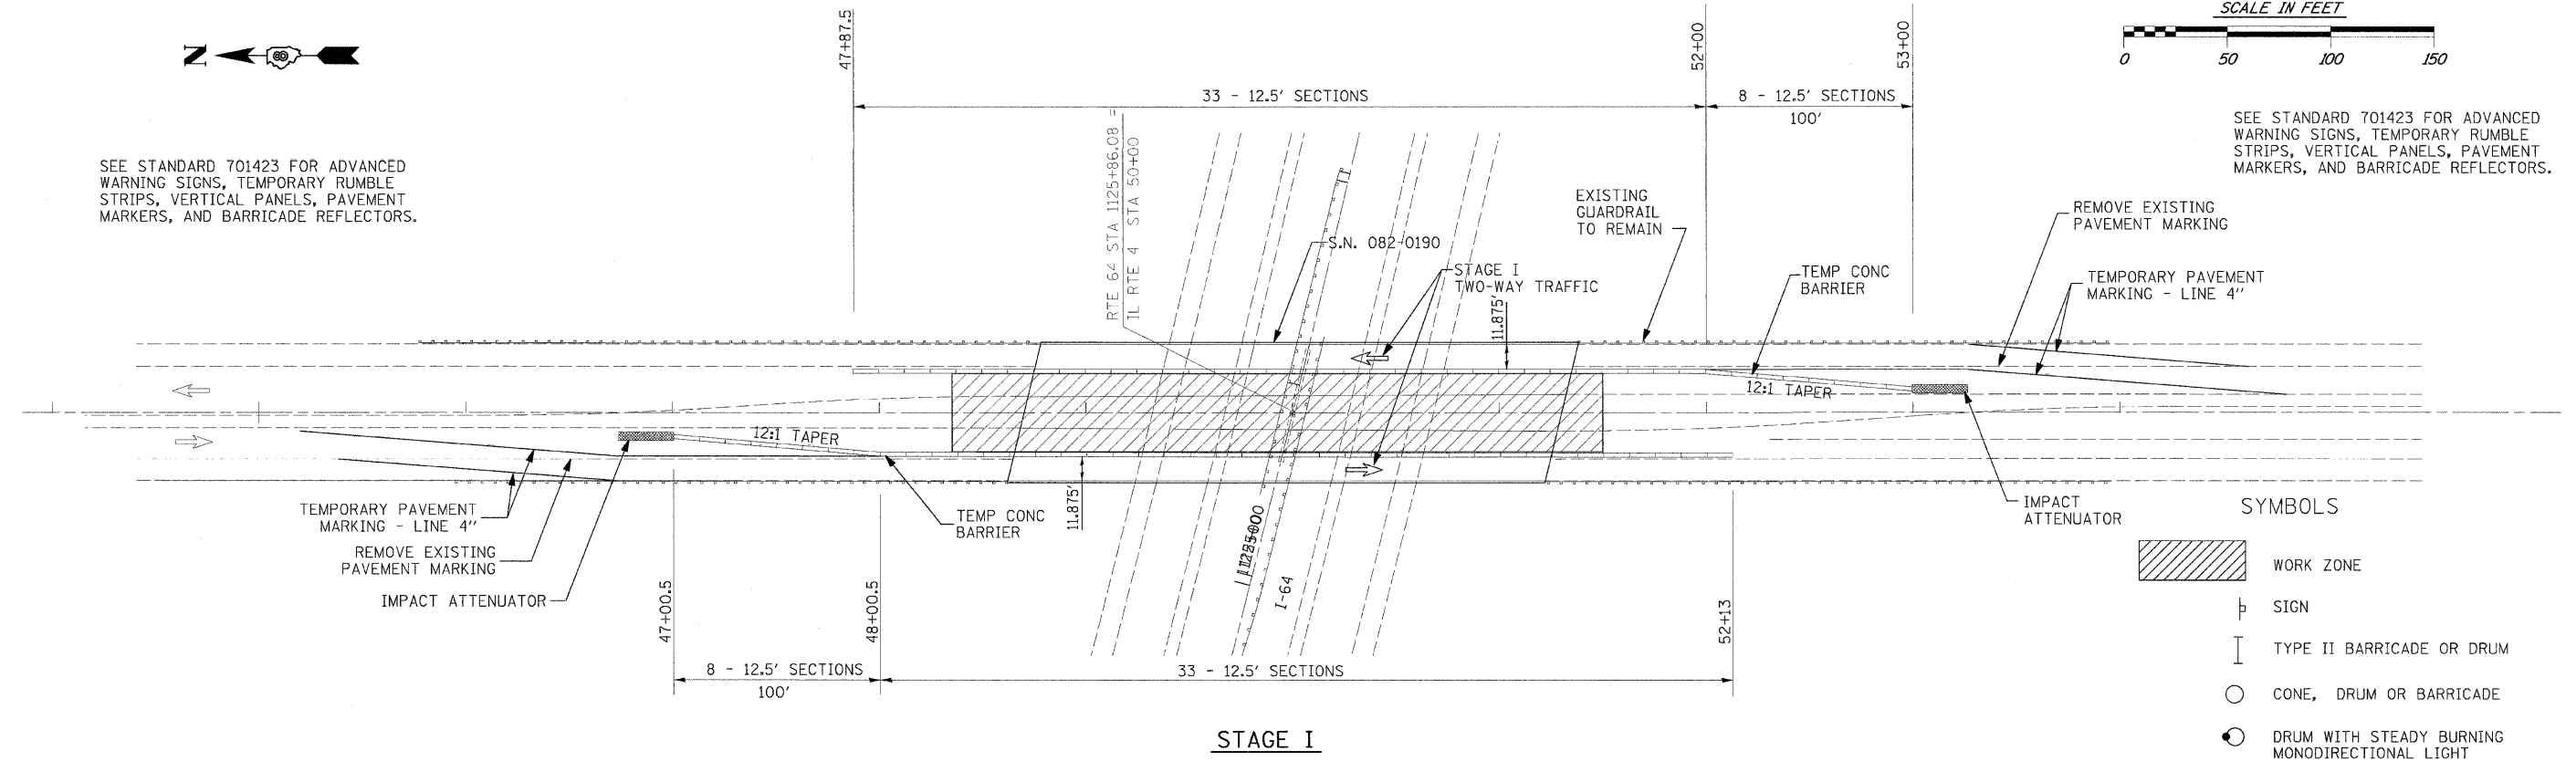 SCALE IN FEET
0 50 100 150
N
47+87.5
52+00
53+00
33 - 12.5' SECTIONS
8 - 12.5' SECTIONS
100'
SEE STANDARD 701423 FOR ADVANCED
WARNING SIGNS, TEMPORARY RUMBLE
STRIPS, VERTICAL PANELS, PAVEMENT
MARKERS, AND BARRICADE REFLECTORS.
SEE STANDARD 701423 FOR ADVANCED
WARNING SIGNS, TEMPORARY RUMBLE
STRIPS, VERTICAL PANELS, PAVEMENT
MARKERS, AND BARRICADE REFLECTORS.
RTE 64 STA 1125+86.08 =
IL RTE 4 STA 50+00
EXISTING
GUARDRAIL
TO REMAIN
S.N. 082-0190
STAGE I
TWO-WAY TRAFFIC
11.875'
TEMP CONC
BARRIER
REMOVE EXISTING
PAVEMENT MARKING
TEMPORARY PAVEMENT
MARKING - LINE 4"
12:1 TAPER
12:1 TAPER
TEMPORARY PAVEMENT
MARKING - LINE 4"
REMOVE EXISTING
PAVEMENT MARKING
IMPACT ATTENUATOR
TEMP CONC
BARRIER
11.875'
I-64
IMPACT
ATTENUATOR
47+00.5
48+00.5
52+13
8 - 12.5' SECTIONS
100'
33 - 12.5' SECTIONS
STAGE I
SYMBOLS
WORK ZONE
SIGN
TYPE II BARRICADE OR DRUM
CONE, DRUM OR BARRICADE
DRUM WITH STEADY BURNING
MONODIRECTIONAL LIGHT